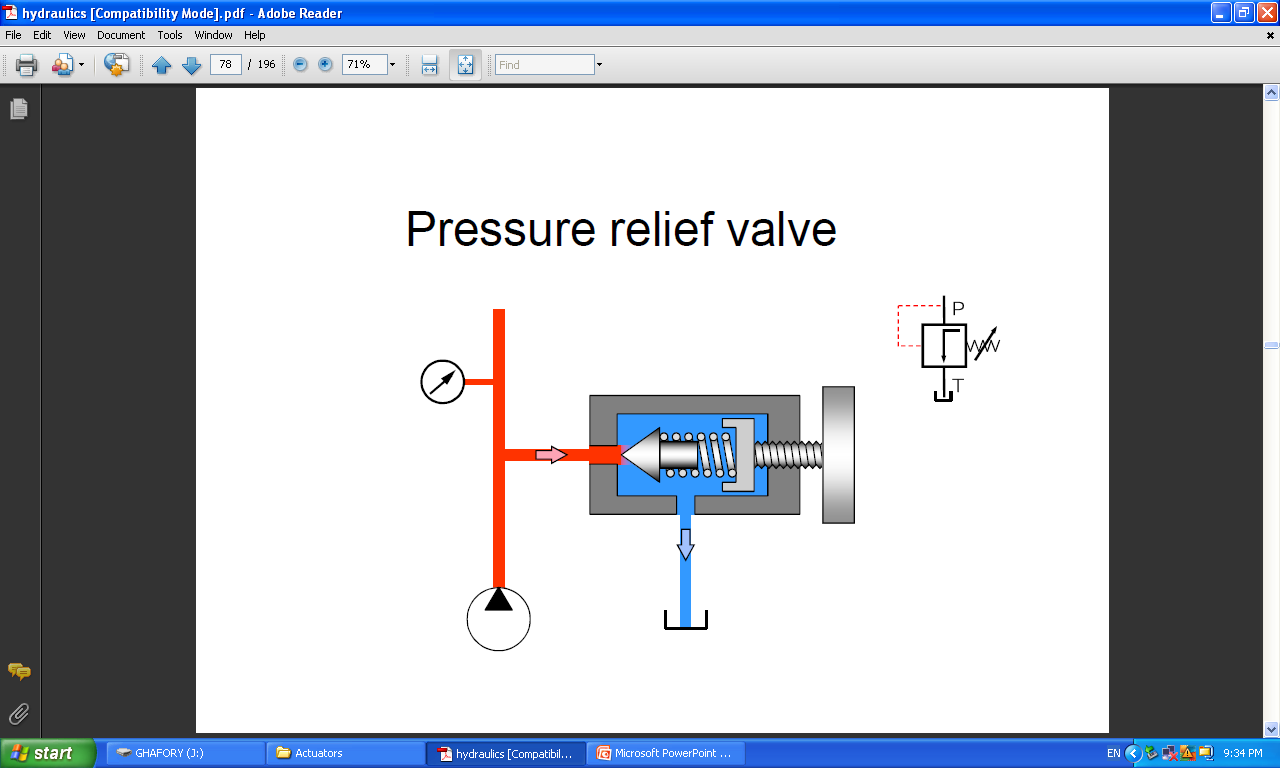 hydraulics [Compatibility Mode].pdf - Adobe Reader
File Edit View Document Tools Window Help
78 / 196 71% Find
Pressure relief valve
P
T
start GHAFORY (J:) Actuators hydraulics [Compatibil... Microsoft PowerPoint ... EN 9:34 PM